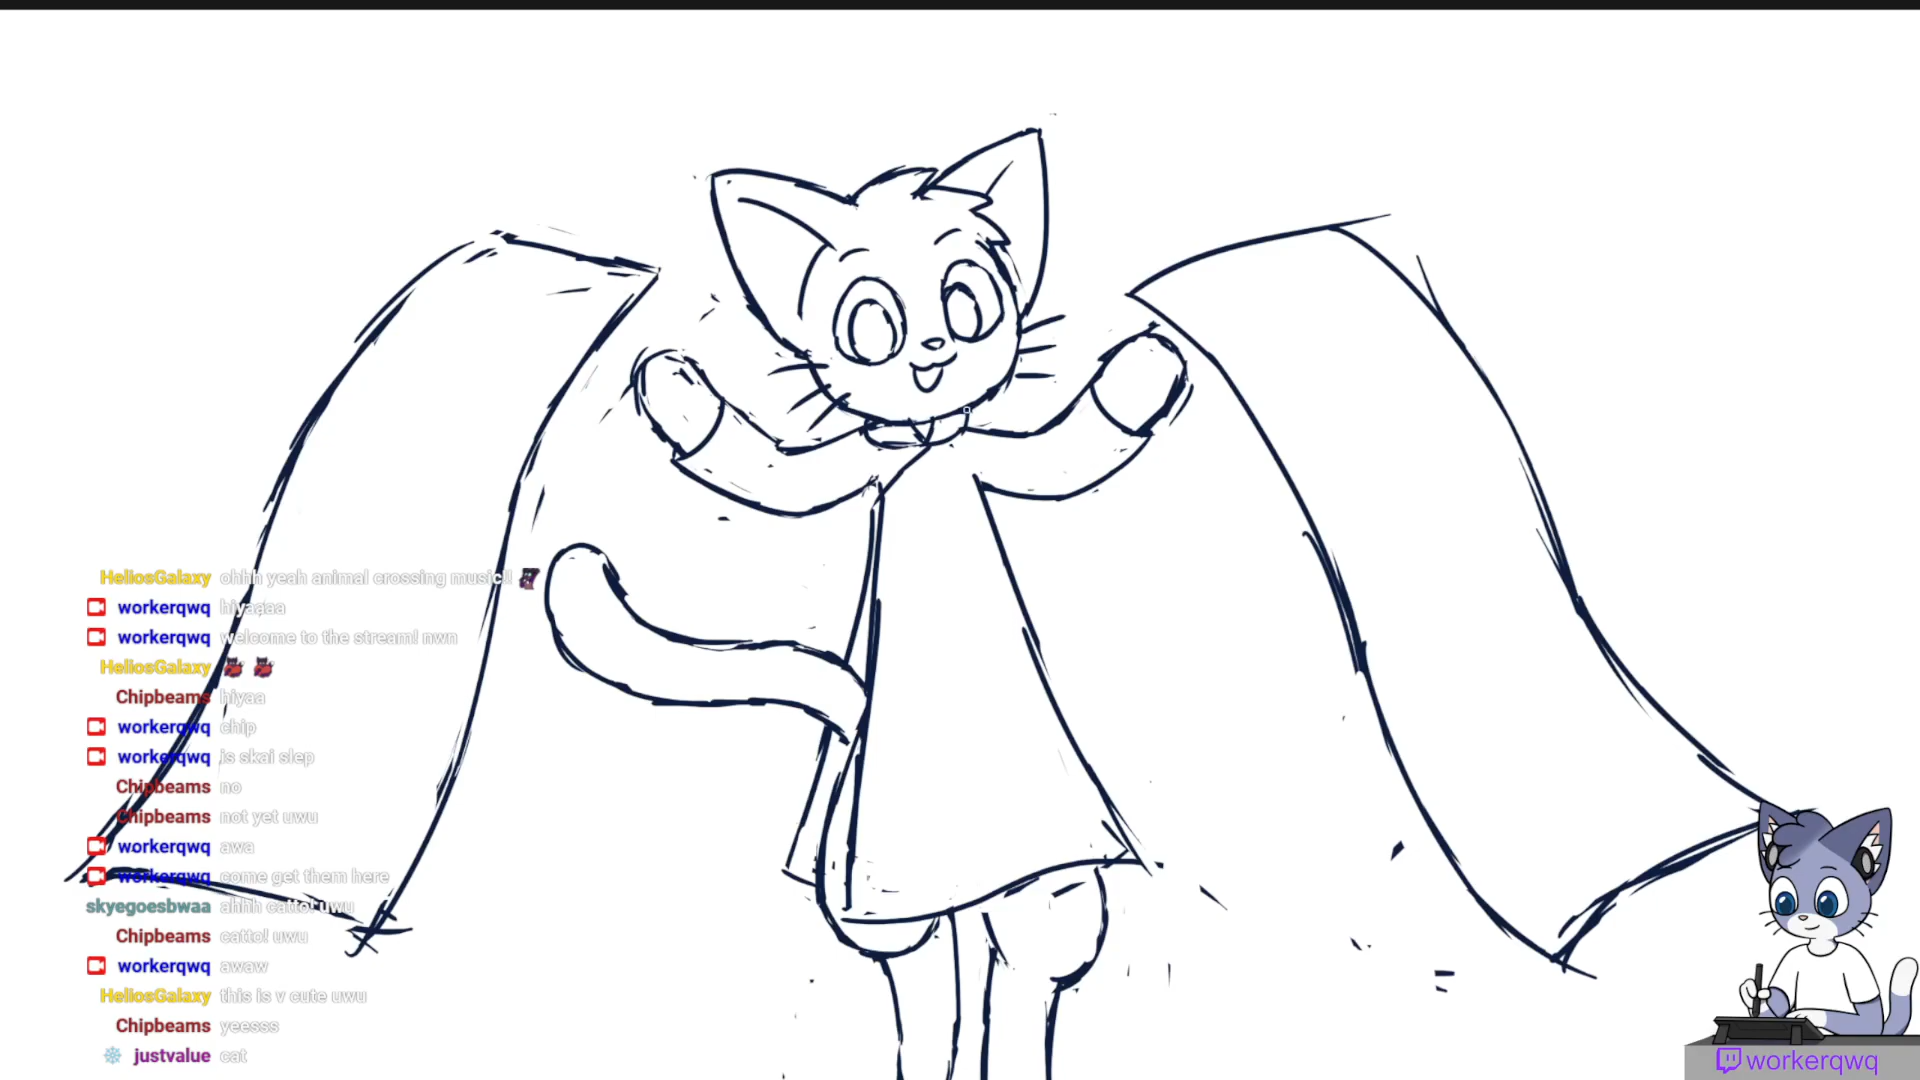 HeliosGalaxy ohhh yeah animal crossing music!!
workerqwq hiyaaaa
workerqwq welcome to the stream! nwn
HeliosGalaxy
Chipbeams hiyaa
workerqwq chip
workerqwq is skai slep
Chipbeams no
Chipbeams not yet uwu
workerqwq awa
workerqwq come get them here
skyegoesbwaa ahhh catto! uwu
Chipbeams catto! uwu
workerqwq awaw
HeliosGalaxy this is v cute uwu
Chipbeams yeesss
justvalue cat
workerqwq